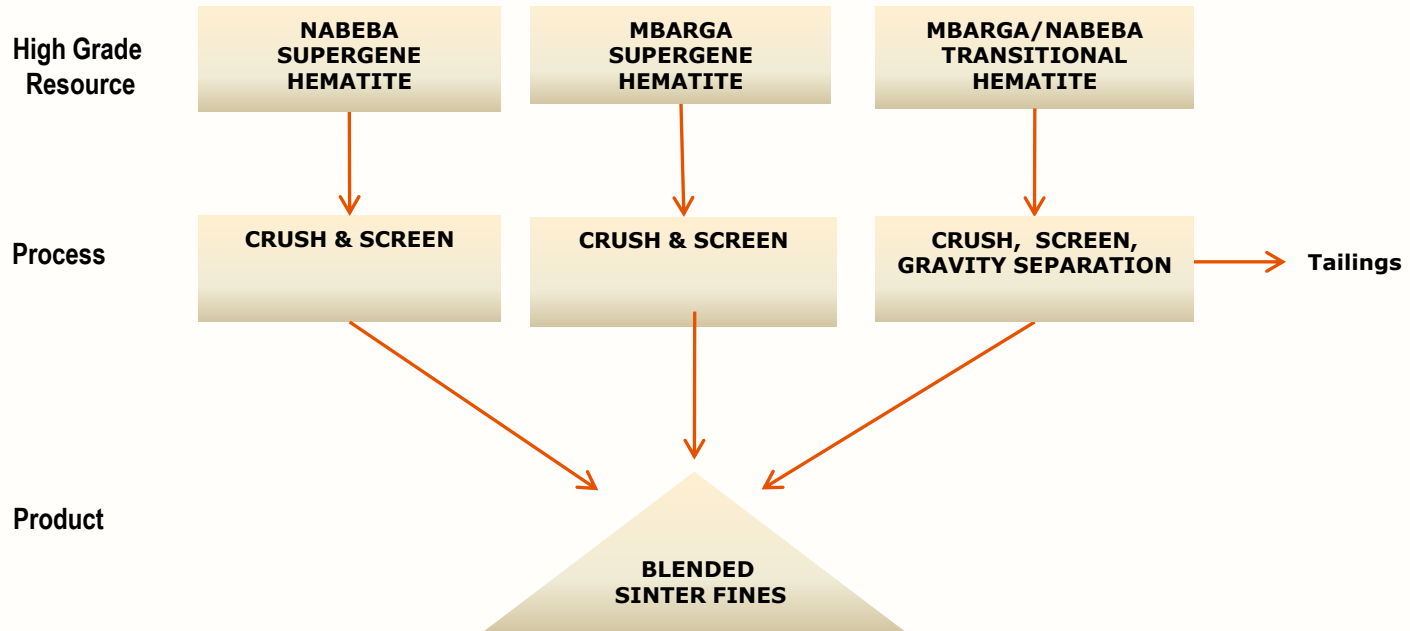 High Grade
Resource
NABEBA
SUPERGENE
HEMATITE
MBARGA
SUPERGENE
HEMATITE
MBARGA/NABEBA
TRANSITIONAL
HEMATITE
Process
CRUSH & SCREEN
CRUSH & SCREEN
CRUSH, SCREEN,
GRAVITY SEPARATION
Tailings
Product
BLENDED
SINTER FINES